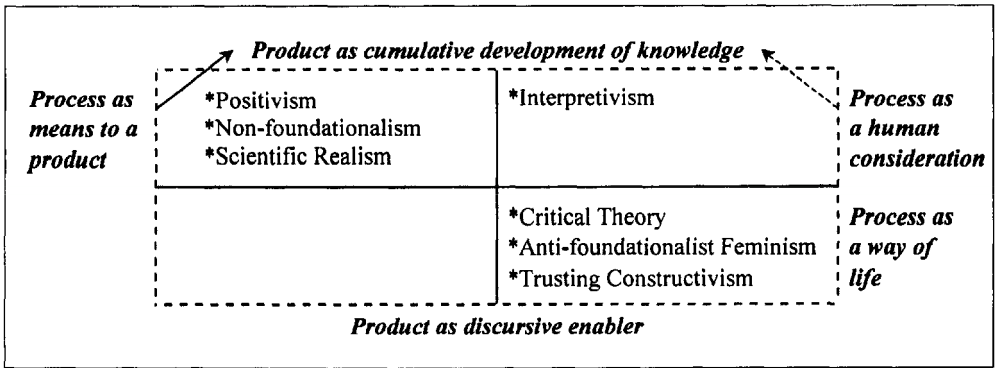 Product as cumulative development of knowledge
Process as
means to a
product
*Positivism
*Non-foundationalism
*Scientific Realism
*Interpretivism
Process as
a human
consideration
*Critical Theory
*Anti-foundationalist Feminism
*Trusting Constructivism
Process as
a way of
life
Product as discursive enabler